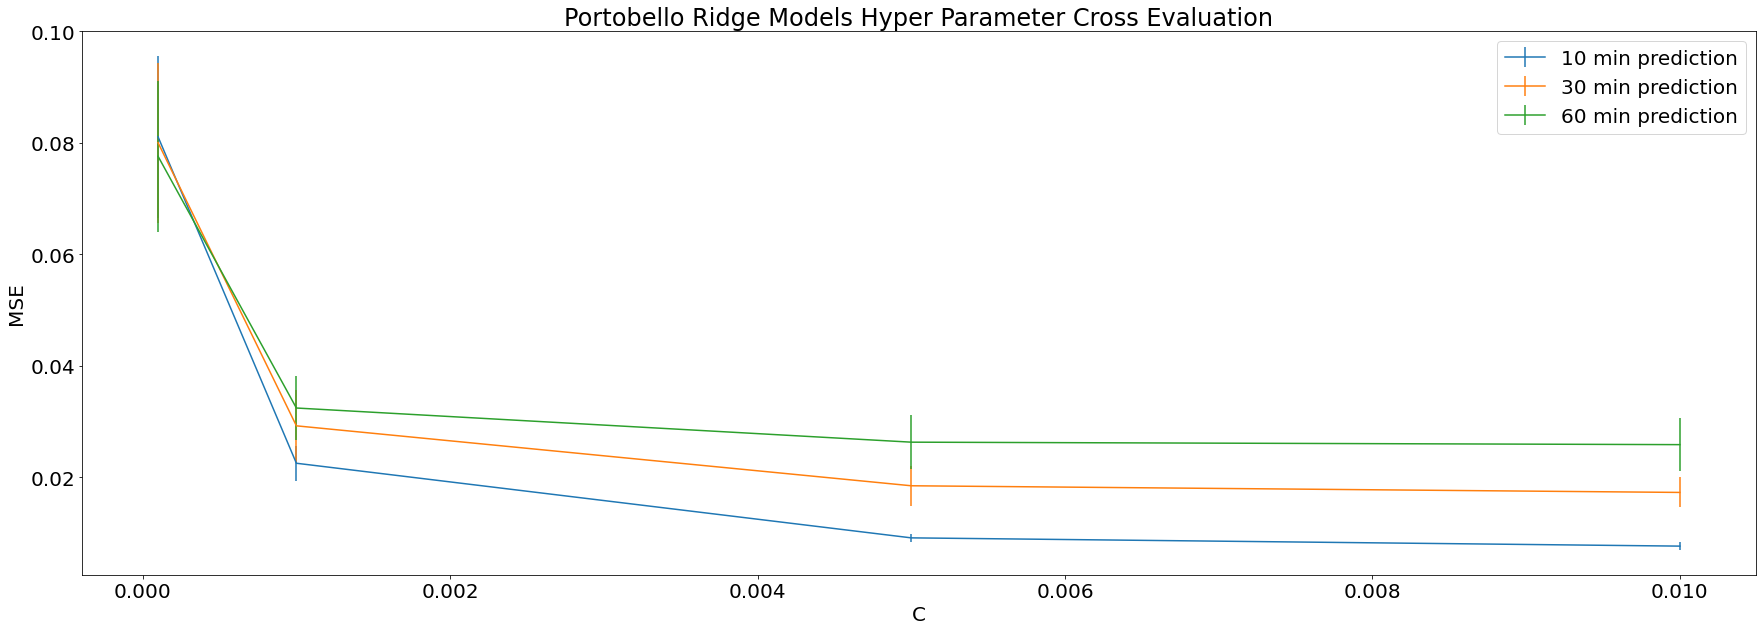 Portobello Ridge Models Hyper Parameter Cross Evaluation
10 min prediction
30 min prediction
60 min prediction
MSE
0.10
0.08
0.06
0.04
0.02
0.000 0.002 0.004 0.006 0.008 0.010
C